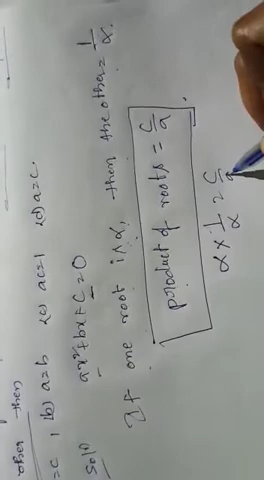 other then
=c, (b) a=b (c) ac=1 (d) a=c.
Sol) ax²+bx+c=0
If one root is α, then the other = 1/α.
product of roots = c/a
α × 1/α = c/a